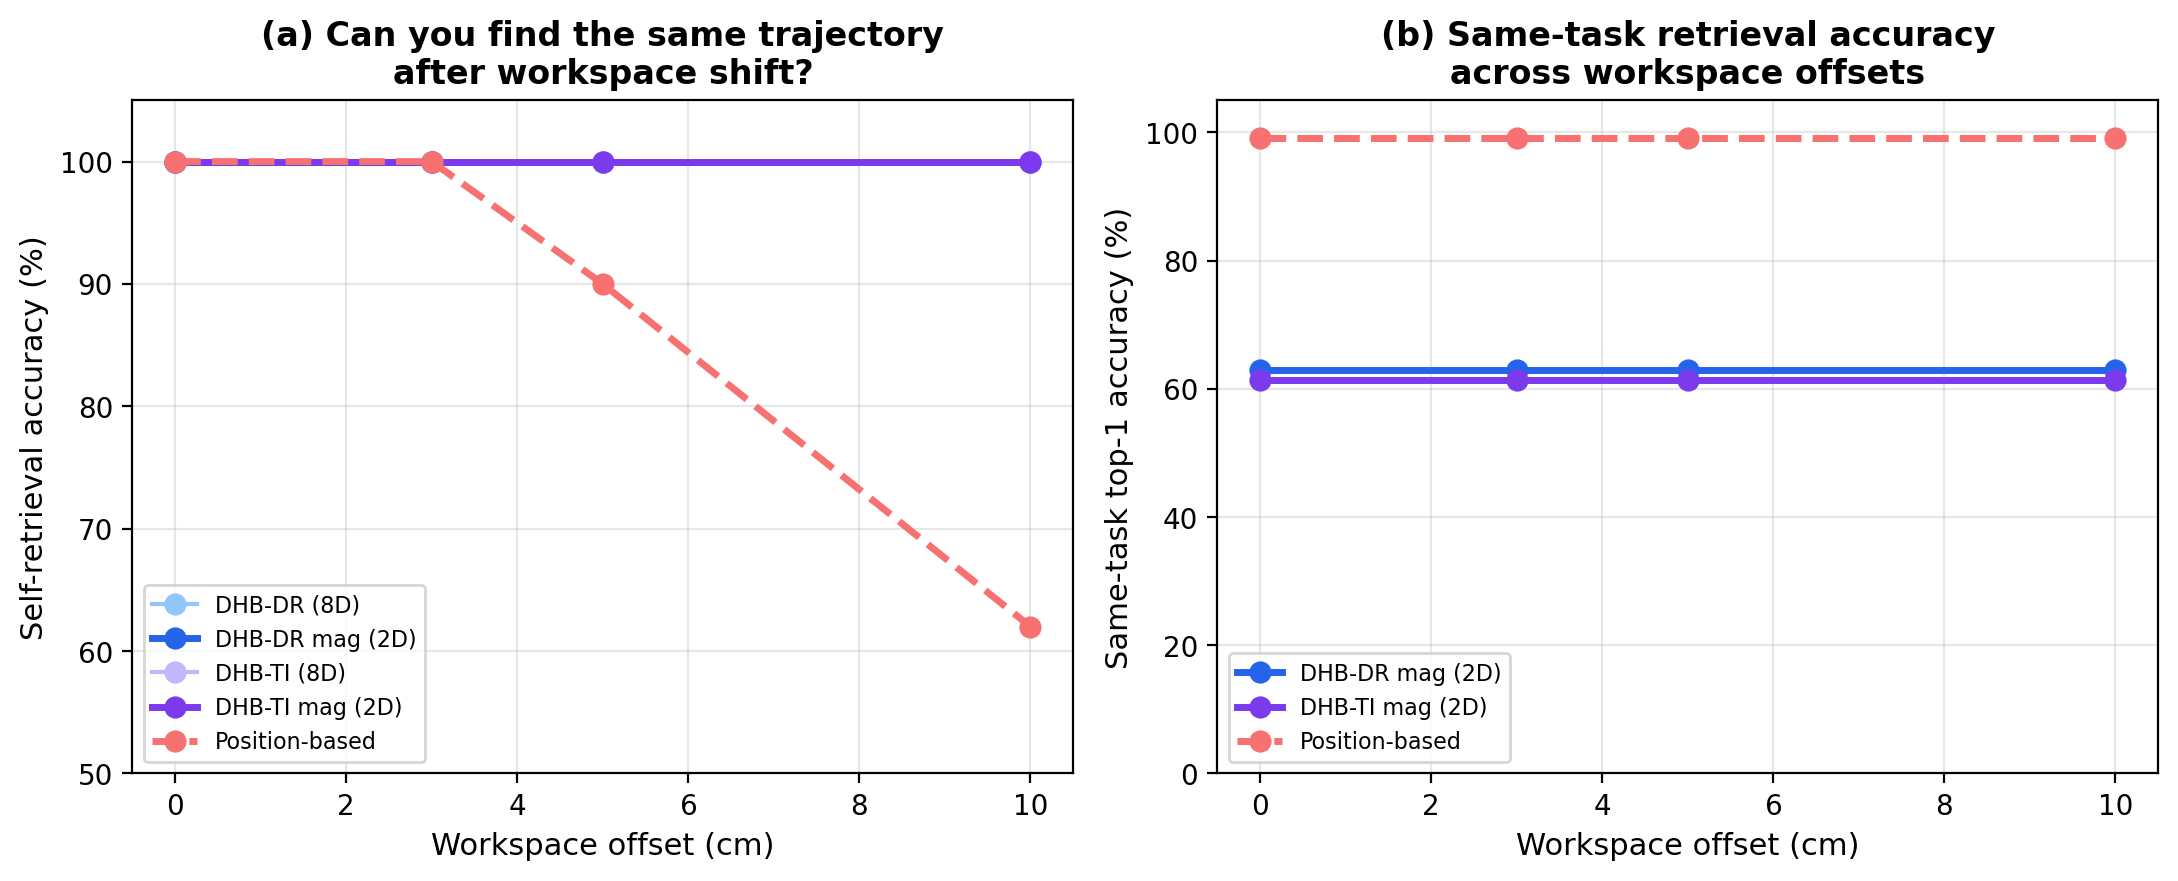 (a) Can you find the same trajectory
after workspace shift?
Self-retrieval accuracy (%)
100
90
80
70
60
50
DHB-DR (8D)
DHB-DR mag (2D)
DHB-TI (8D)
DHB-TI mag (2D)
Position-based
0 2 4 6 8 10
Workspace offset (cm)
(b) Same-task retrieval accuracy
across workspace offsets
Same-task top-1 accuracy (%)
100
80
60
40
20
0
DHB-DR mag (2D)
DHB-TI mag (2D)
Position-based
0 2 4 6 8 10
Workspace offset (cm)